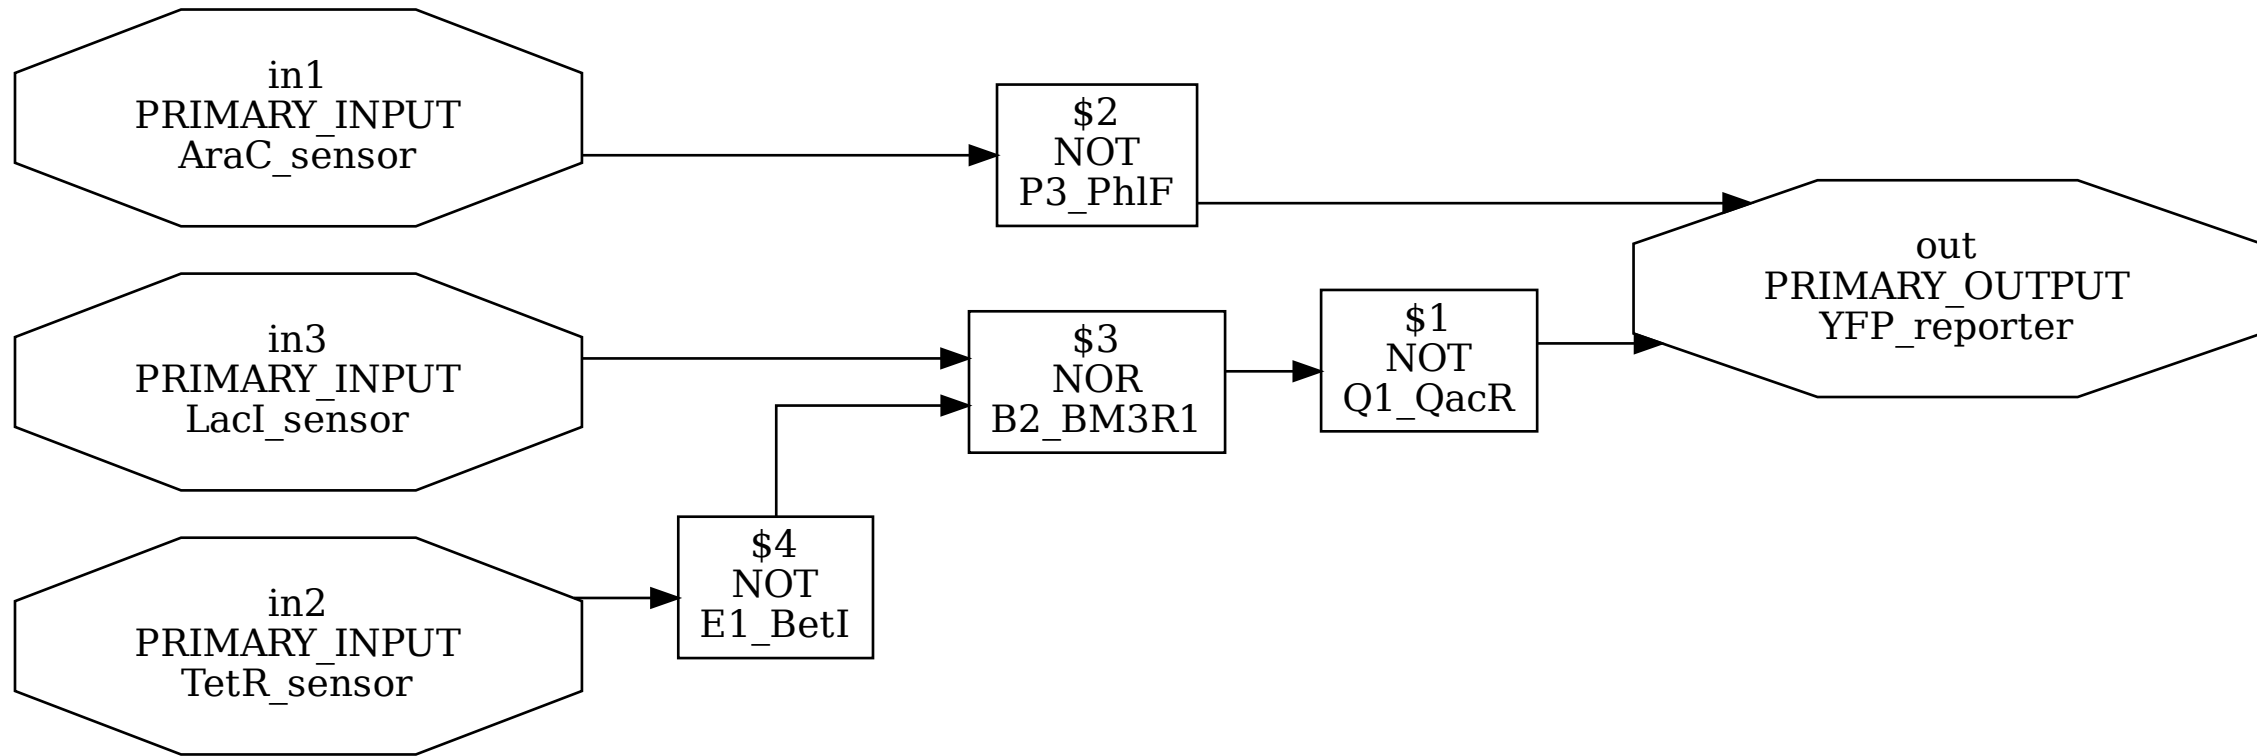 in1
PRIMARY_INPUT
AraC_sensor
$2
NOT
P3_PhlF
out
PRIMARY_OUTPUT
YFP_reporter
in3
PRIMARY_INPUT
LacI_sensor
$3
NOR
B2_BM3R1
$1
NOT
Q1_QacR
$4
NOT
E1_BetI
in2
PRIMARY_INPUT
TetR_sensor